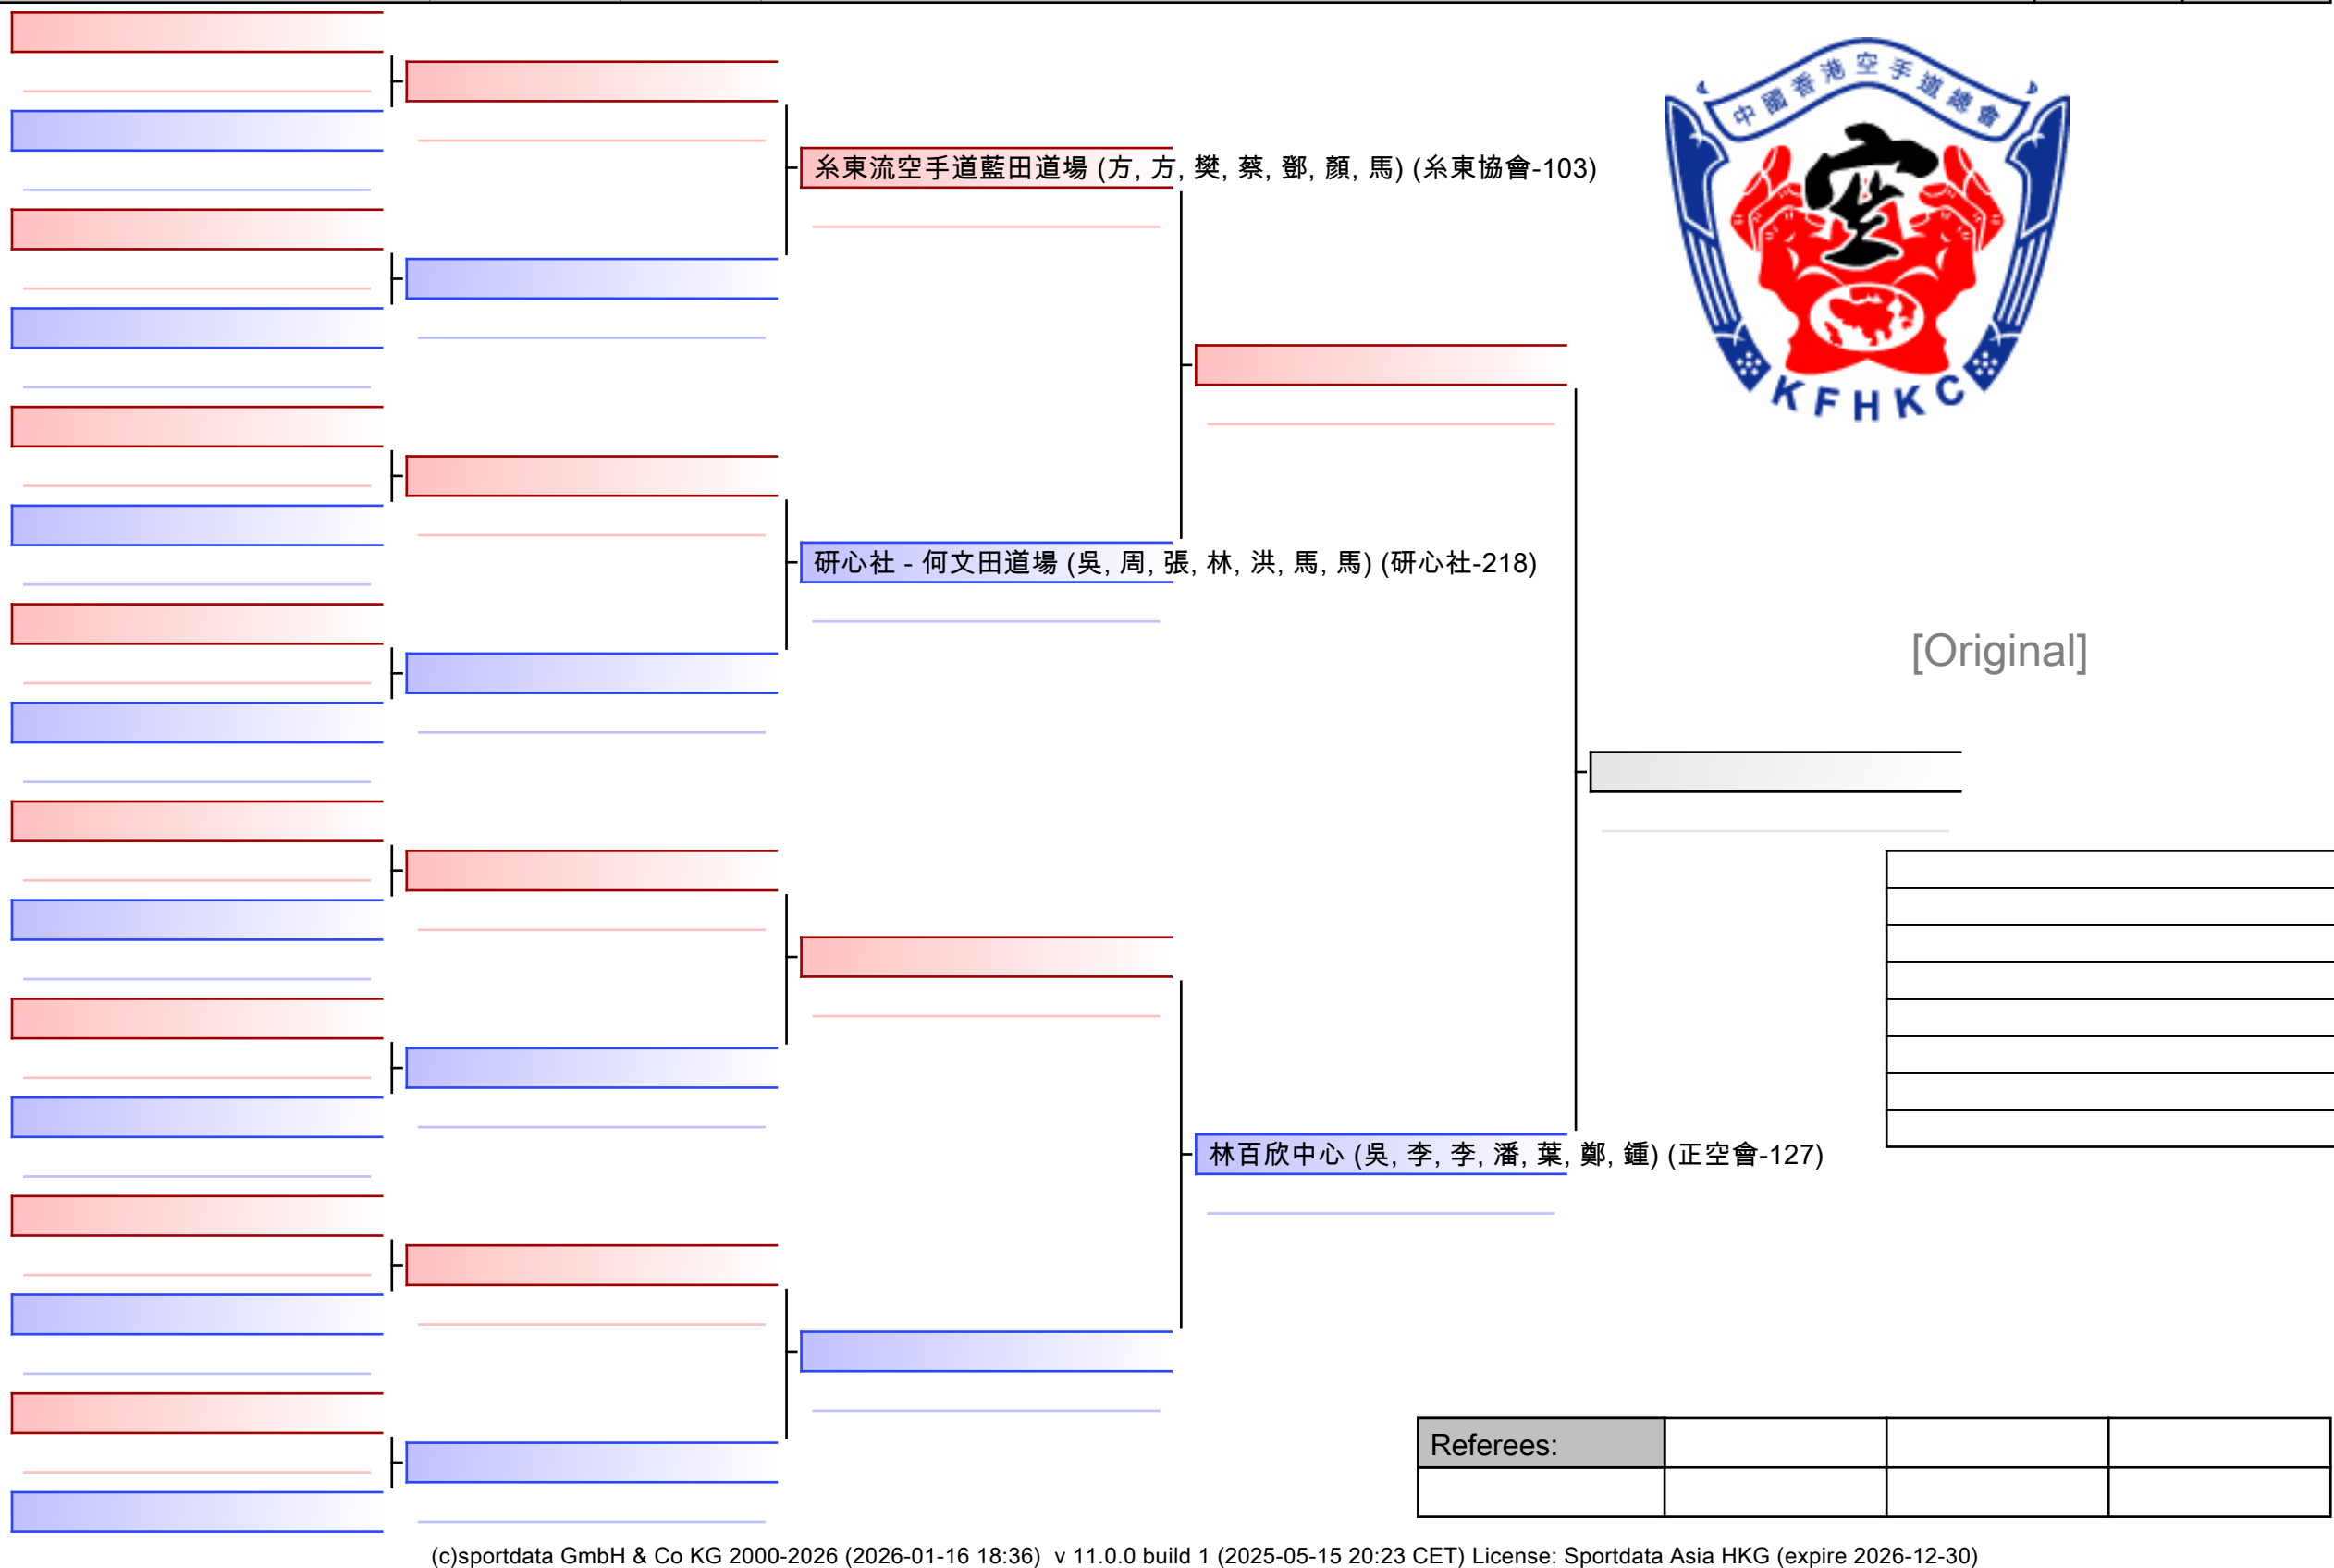 中國香港空手道總會
空
KFHKC
糸東流空手道藍田道場 (方, 方, 樊, 蔡, 鄧, 顏, 馬) (糸東協會-103)
研心社 - 何文田道場 (吳, 周, 張, 林, 洪, 馬, 馬) (研心社-218)
[Original]
林百欣中心 (吳, 李, 李, 潘, 葉, 鄭, 鍾) (正空會-127)
Referees:
(c)sportdata GmbH & Co KG 2000-2026 (2026-01-16 18:36) v 11.0.0 build 1 (2025-05-15 20:23 CET) License: Sportdata Asia HKG (expire 2026-12-30)